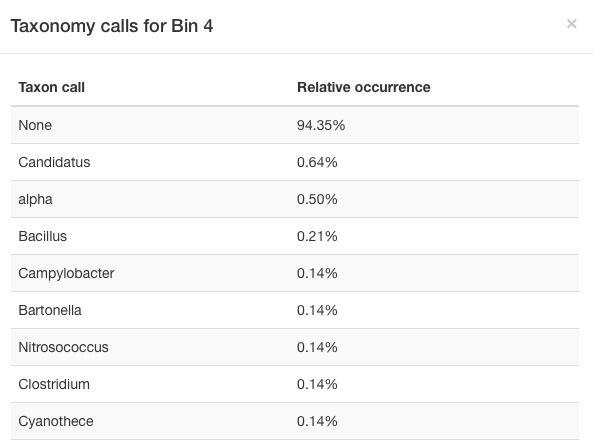 Taxonomy calls for Bin 4 ×
Taxon call Relative occurrence
None 94.35%
Candidatus 0.64%
alpha 0.50%
Bacillus 0.21%
Campylobacter 0.14%
Bartonella 0.14%
Nitrosococcus 0.14%
Clostridium 0.14%
Cyanothece 0.14%